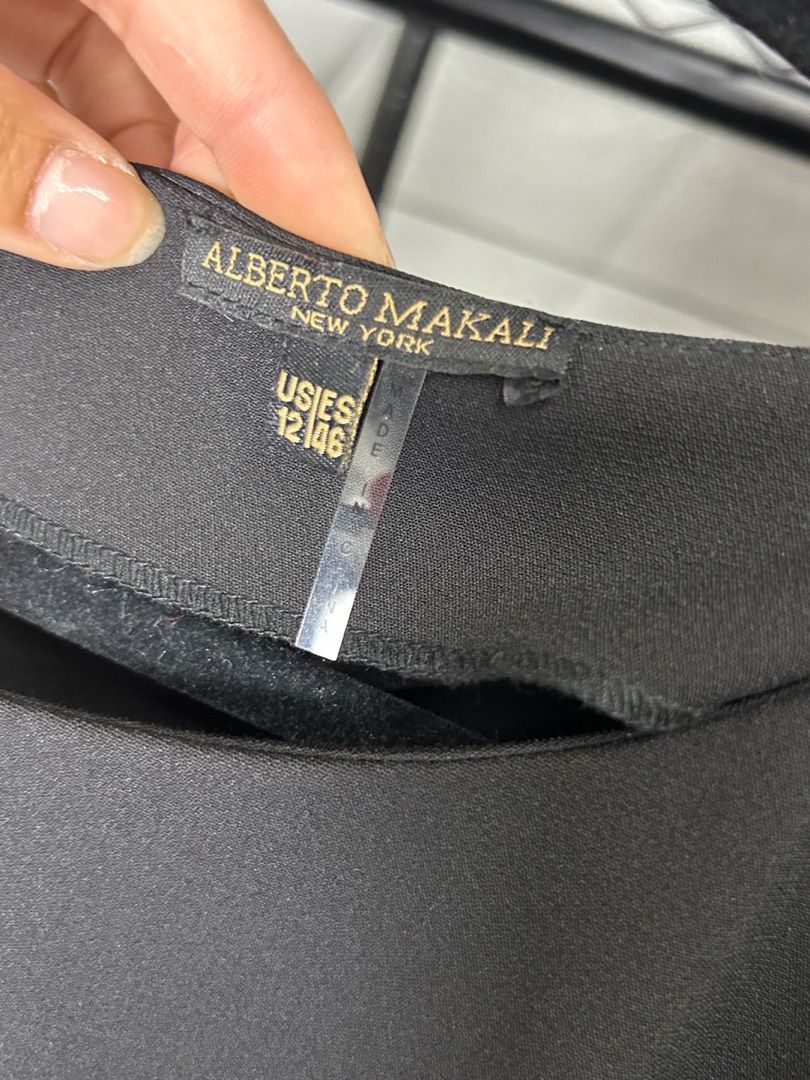 ALBERTO MAKALI
NEW YORK
US|ES
12|46
MADE IN CHINA